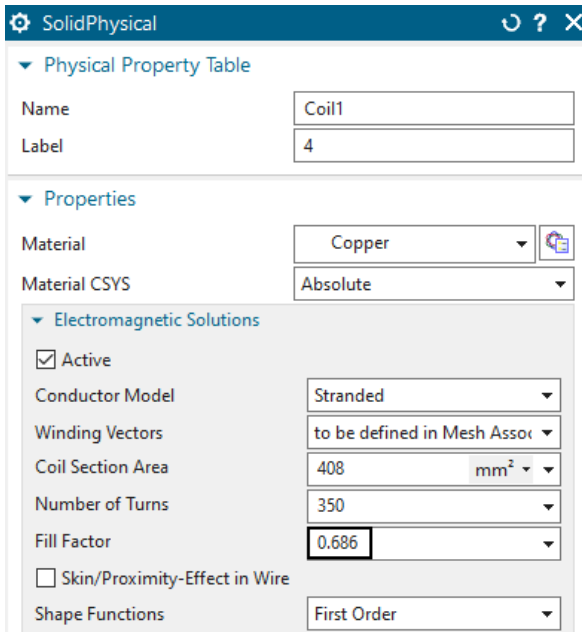 SolidPhysical ?
Physical Property Table
Name Coil1
Label 4
Properties
Material Copper
Material CSYS Absolute
Electromagnetic Solutions
Active
Conductor Model Stranded
Winding Vectors to be defined in Mesh Assoc
Coil Section Area 408 mm²
Number of Turns 350
Fill Factor 0.686
Skin/Proximity-Effect in Wire
Shape Functions First Order